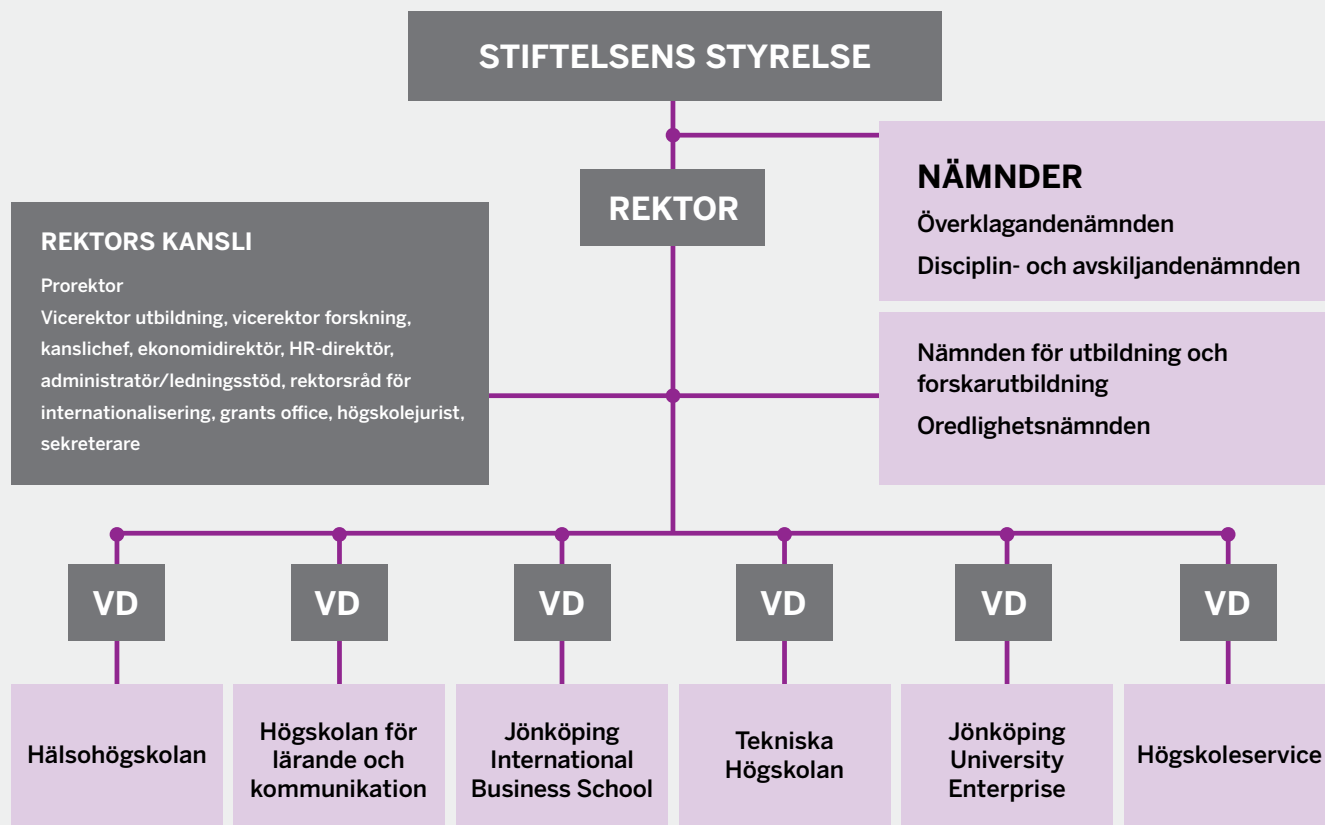 STIFTELSENS STYRELSE
REKTOR
NÄMNDER
Överklagandenämnden
Disciplin- och avskiljandenämnden
REKTORS KANSLI
Prorektor
Vicerektor utbildning, vicerektor forskning,
kanslichef, ekonomidirektör, HR-direktör,
administratör/ledningsstöd, rektorsråd för
internationalisering, grants office, högskolejurist,
sekreterare
Nämnden för utbildning och
forskarutbildning
Oredlighetsnämnden
VD
VD
VD
VD
VD
VD
Hälsohögskolan
Högskolan för
lärande och
kommunikation
Jönköping
International
Business School
Tekniska
Högskolan
Jönköping
University
Enterprise
Högskoleservice